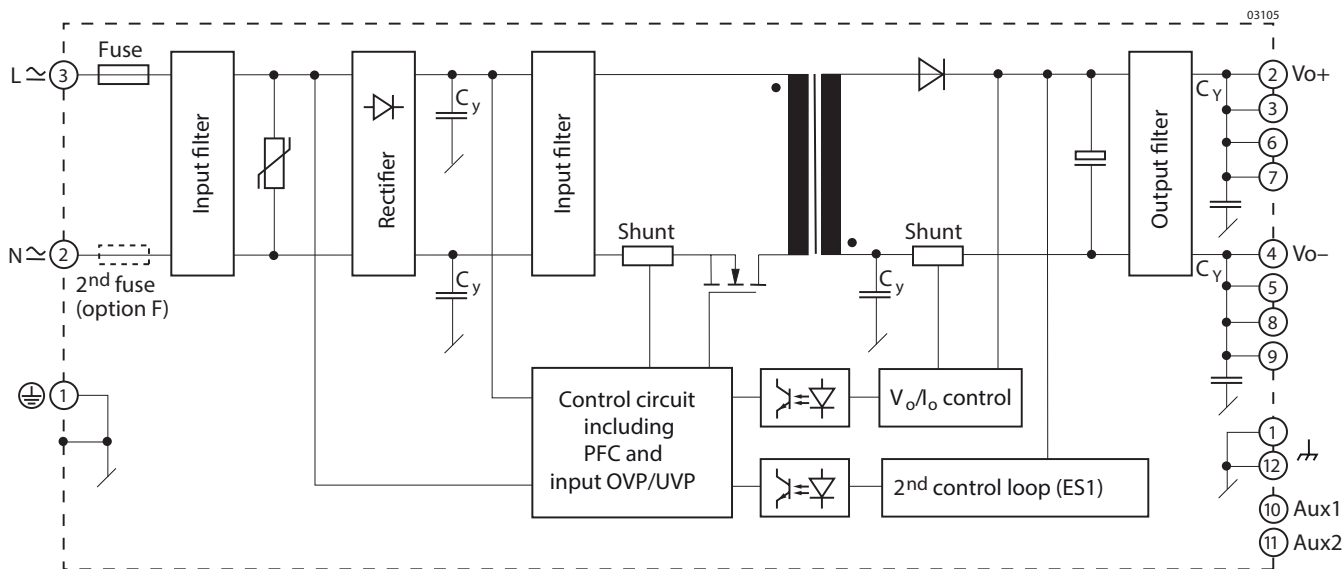 03105
Fuse
L 3
Input filter
Rectifier
C y
Input filter
Output filter
C Y
2 Vo+
3
6
7
N 2
2nd fuse
(option F)
C y
Shunt
Shunt
C y
C Y
4 Vo–
5
8
9
1
Control circuit
including
PFC and
input OVP/UVP
V o/I o control
2nd control loop (ES1)
1
12
10 Aux1
11 Aux2